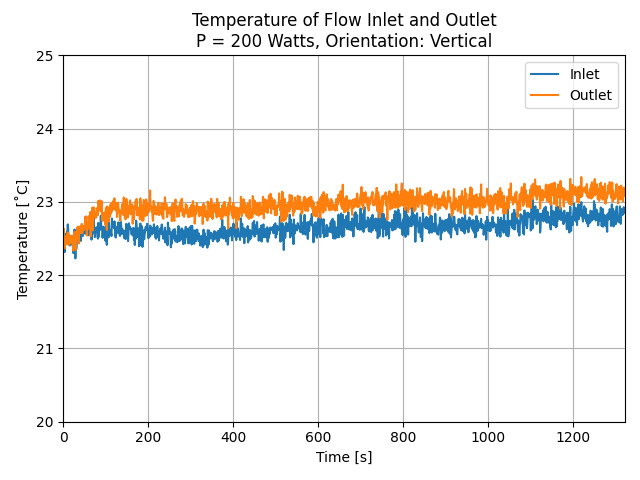 Temperature of Flow Inlet and Outlet
P = 200 Watts, Orientation: Vertical
Inlet
Outlet
Temperature [˚C]
25
24
23
22
21
20
0 200 400 600 800 1000 1200
Time [s]